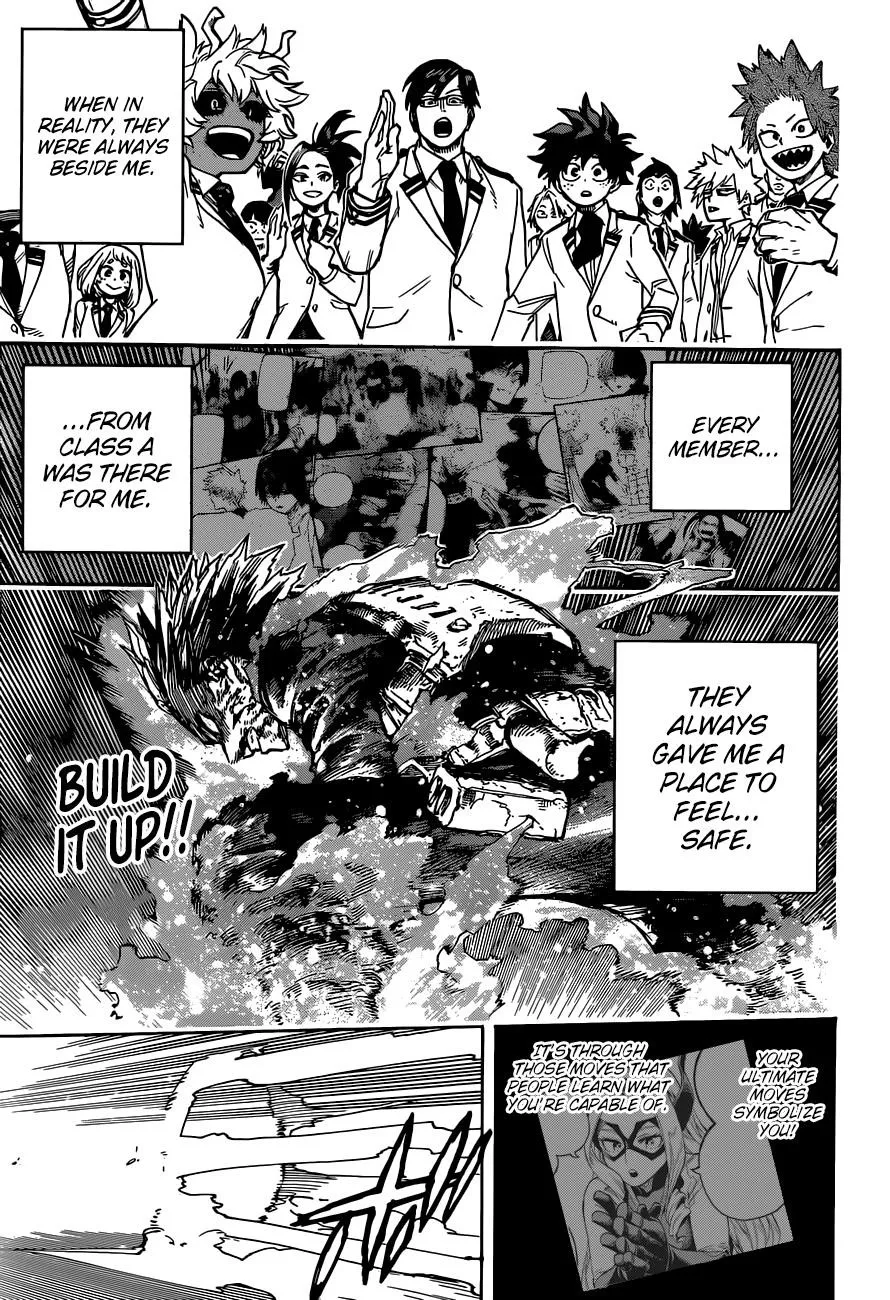 WHEN IN
REALITY, THEY
WERE ALWAYS
BESIDE ME.
EVERY
MEMBER...
...FROM
CLASS A
WAS THERE
FOR ME.
THEY
ALWAYS
GAVE ME A
PLACE TO
FEEL...
SAFE.
BUILD
IT UP!!
YOUR
ULTIMATE
MOVES
SYMBOLIZE
YOU!
IT'S THROUGH
THOSE MOVES THAT
PEOPLE LEARN WHAT
YOU'RE CAPABLE OF.